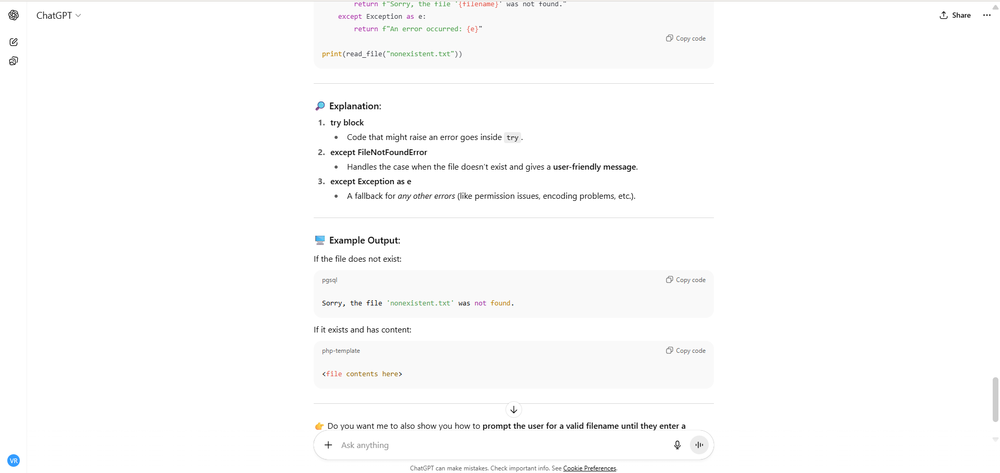 ChatGPT
Share
return f"Sorry, the file '{filename}' was not found."
except Exception as e:
return f"An error occurred: {e}"
Copy code
print(read_file("nonexistent.txt"))
Explanation:
1. try block
• Code that might raise an error goes inside try.
2. except FileNotFoundError
• Handles the case when the file doesn't exist and gives a user-friendly message.
3. except Exception as e
• A fallback for any other errors (like permission issues, encoding problems, etc.).
Example Output:
If the file does not exist:
pgsql
Copy code
Sorry, the file 'nonexistent.txt' was not found.
If it exists and has content:
php-template
Copy code
<file contents here>
Do you want me to also show you how to prompt the user for a valid filename until they enter a
Ask anything
VR
ChatGPT can make mistakes. Check important info. See Cookie Preferences.